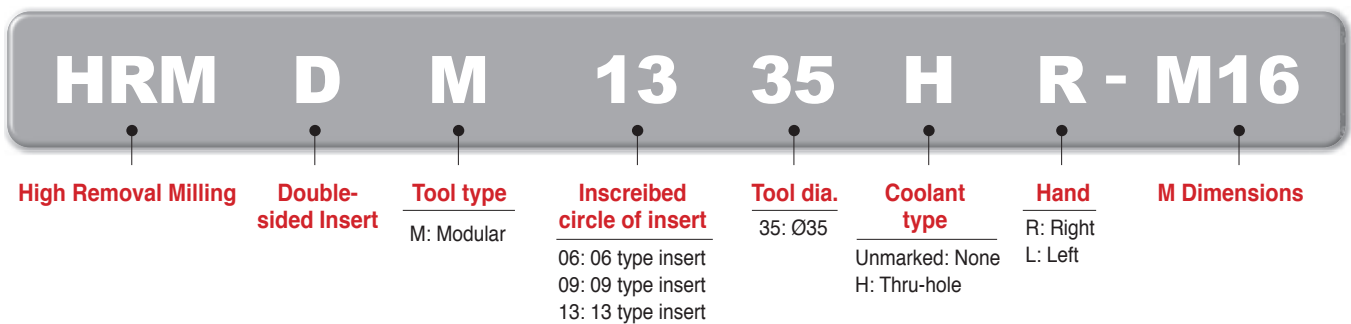 HRM D M 13 35 H R - M16
High Removal Milling
Double-
sided Insert
Tool type
M: Modular
Inscreibed
circle of insert
06: 06 type insert
09: 09 type insert
13: 13 type insert
Tool dia.
35: Ø35
Coolant
type
Unmarked: None
H: Thru-hole
Hand
R: Right
L: Left
M Dimensions